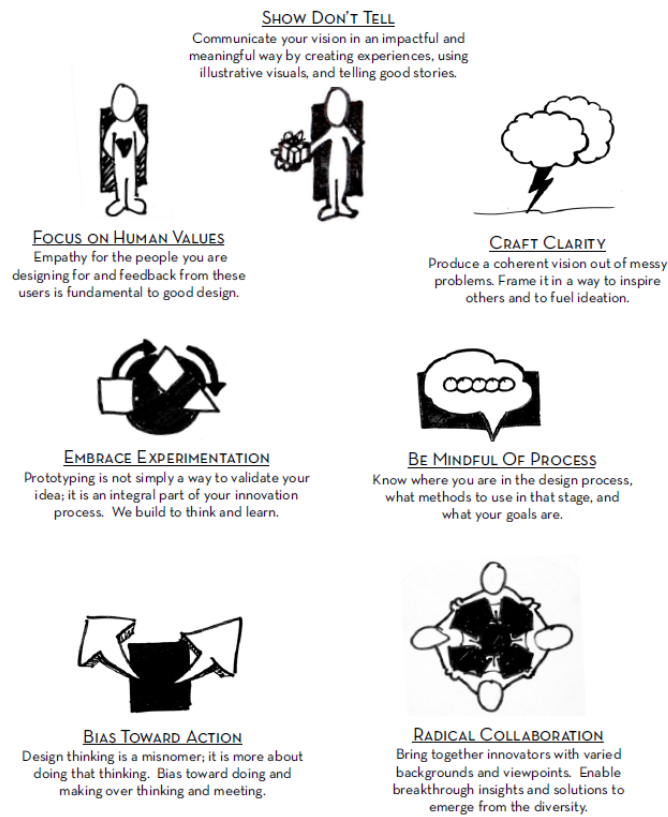 SHOW DON'T TELL
Communicate your vision in an impactful and
meaningful way by creating experiences, using
illustrative visuals, and telling good stories.
FOCUS ON HUMAN VALUES
Empathy for the people you are
designing for and feedback from these
users is fundamental to good design.
CRAFT CLARITY
Produce a coherent vision out of messy
problems. Frame it in a way to inspire
others and to fuel ideation.
EMBRACE EXPERIMENTATION
Prototyping is not simply a way to validate your
idea; it is an integral part of your innovation
process. We build to think and learn.
BE MINDFUL OF PROCESS
Know where you are in the design process,
what methods to use in that stage, and
what your goals are.
BIAS TOWARD ACTION
Design thinking is a misnomer; it is more about
doing that thinking. Bias toward doing and
making over thinking and meeting.
RADICAL COLLABORATION
Bring together innovators with varied
backgrounds and viewpoints. Enable
breakthrough insights and solutions to
emerge from the diversity.